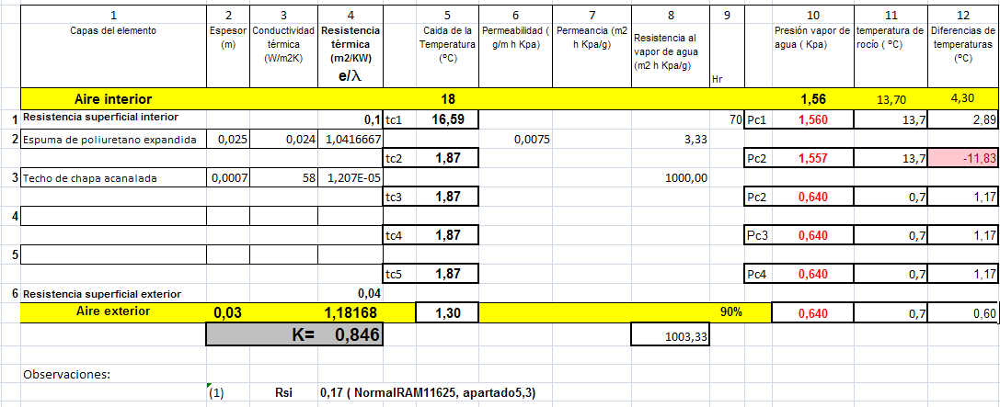 1 2 3 4 5 6 7 8 9 10 11 12
Capas del elemento Espesor (m) Conductividad térmica (W/m2K) Resistencia térmica (m2/KW) e/λ Caida de la Temperatura (ºC) Permeabilidad ( g/m h Kpa) Permeancia (m2 h Kpa/g) Resistencia al vapor de agua (m2 h Kpa/g) Hr Presión vapor de agua ( Kpa) temperatura de rocío ( ºC) Diferencias de temperaturas (ºC)
Aire interior 18 1,56 13,70 4,30
1 Resistencia superficial interior 0,1 tc1 16,59 70 Pc1 1,560 13,7 2,89
2 Espuma de poliuretano expandida 0,025 0,024 1,0416667 0,0075 3,33
tc2 1,87 Pc2 1,557 13,7 -11,83
3 Techo de chapa acanalada 0,0007 58 1,207E-05 1000,00
tc3 1,87 Pc2 0,640 0,7 1,17
4
tc4 1,87 Pc3 0,640 0,7 1,17
5
tc5 1,87 Pc4 0,640 0,7 1,17
6 Resistencia superficial exterior 0,04
Aire exterior 0,03 1,18168 1,30 90% 0,640 0,7 0,60
K= 0,846 1003,33
Observaciones:
(1) Rsi 0,17 ( NormaIRAM11625, apartado5,3)